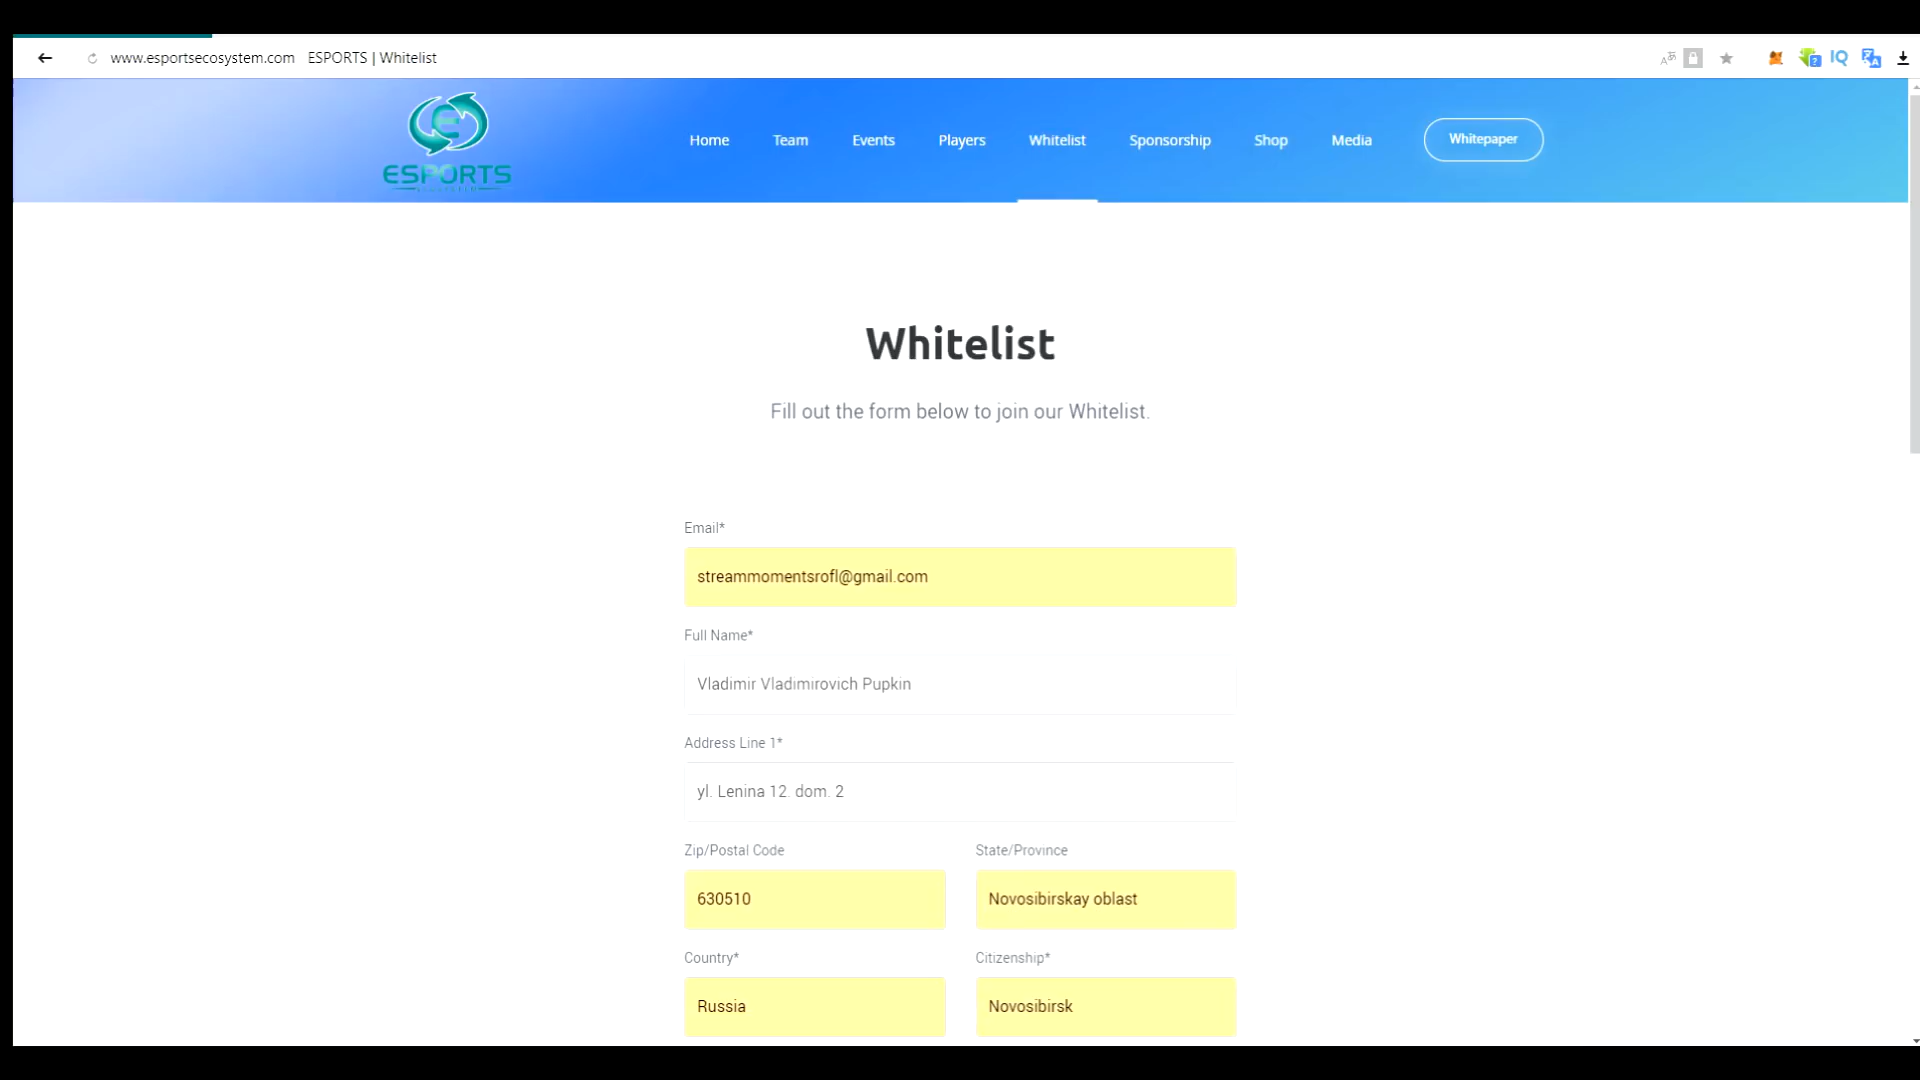 www.esportsecosystem.com ESPORTS | Whitelist
ESPORTS
Home Team Events Players Whitelist Sponsorship Shop Media Whitepaper
Whitelist
Fill out the form below to join our Whitelist.
Email*
streammomentsrofl@gmail.com
Full Name*
Vladimir Vladimirovich Pupkin
Address Line 1*
yl. Lenina 12. dom. 2
Zip/Postal Code State/Province
630510 Novosibirskay oblast
Country* Citizenship*
Russia Novosibirsk